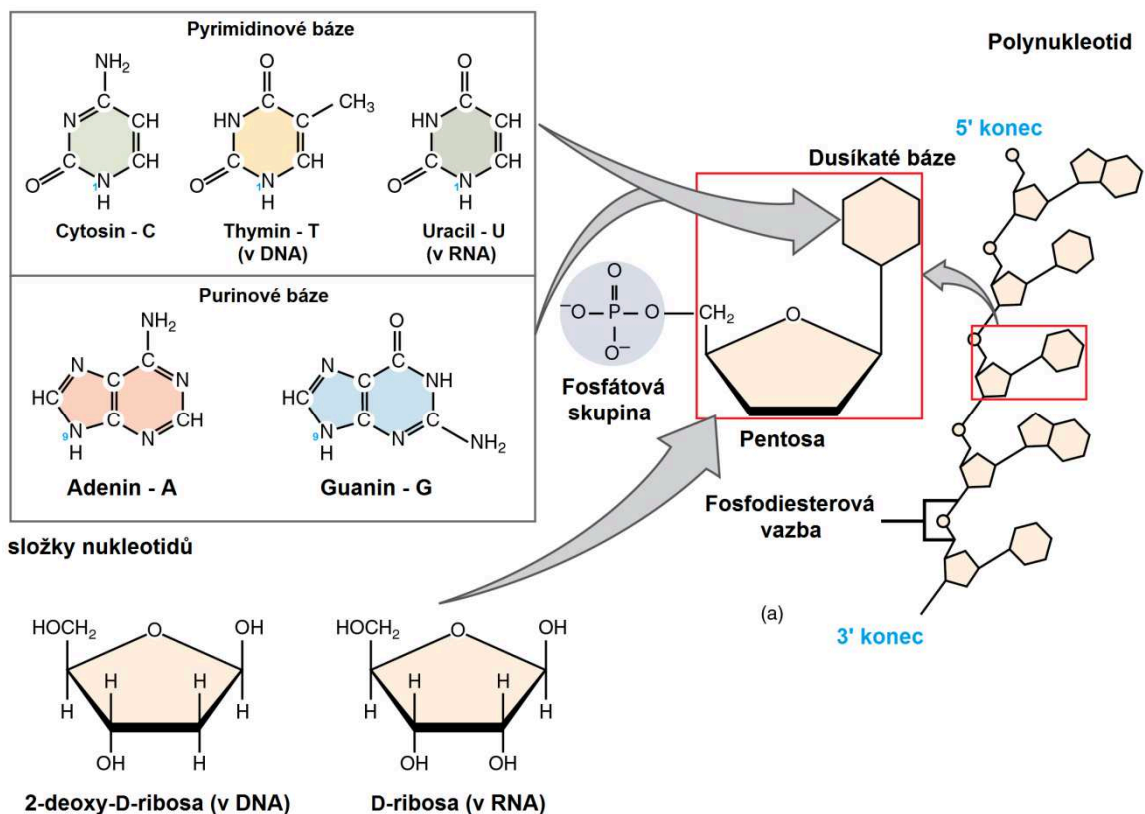 Pyrimidinové báze
NH2
N
C
CH
C
CH
O
N
1
H
Cytosin - C
O
C
CH3
HN
C
C
CH
O
N
1
H
Thymin - T
(v DNA)
O
C
HN
CH
C
CH
O
N
1
H
Uracil - U
(v RNA)
Purinové báze
NH2
N
C
C
N
HC
C
CH
N
9
H
N
Adenin - A
O
N
C
C
NH
HC
C
C
N
9
H
N
NH2
Guanin - G
složky nukleotidů
HOCH2
O
OH
H
H
H
H
OH
H
2-deoxy-D-ribosa (v DNA)
HOCH2
O
OH
H
H
H
H
OH
OH
D-ribosa (v RNA)
Dusíkaté báze
O
−O
P
O
CH2
O−
O
Fosfátová
skupina
Pentosa
Polynukleotid
5' konec
Fosfodiesterová
vazba
(a)
3' konec